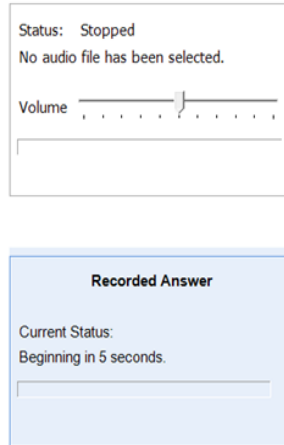 Status: Stopped
No audio file has been selected.
Volume
Recorded Answer
Current Status:
Beginning in 5 seconds.